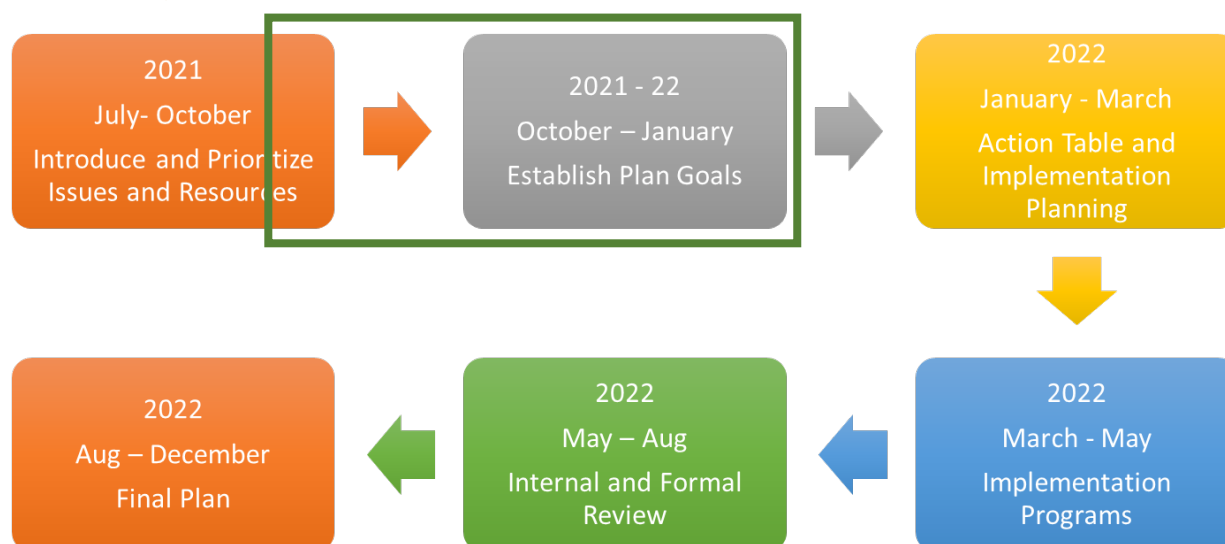 2021
July- October
Introduce and Prioritize
Issues and Resources
2021 - 22
October – January
Establish Plan Goals
2022
January - March
Action Table and
Implementation
Planning
2022
March - May
Implementation
Programs
2022
May – Aug
Internal and Formal
Review
2022
Aug – December
Final Plan